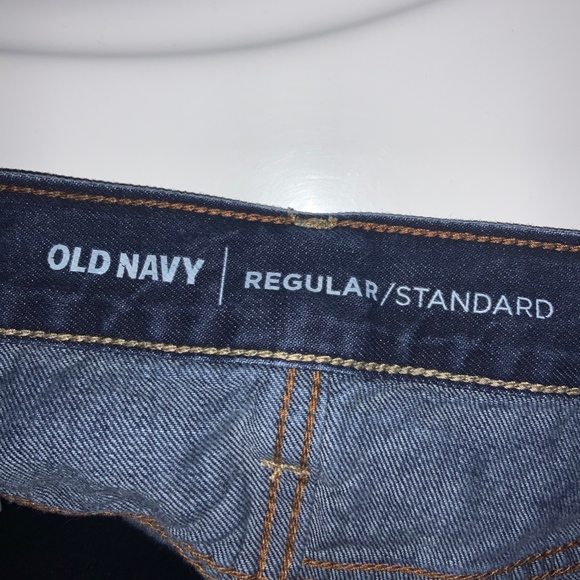 OLD NAVY | REGULAR/STANDARD